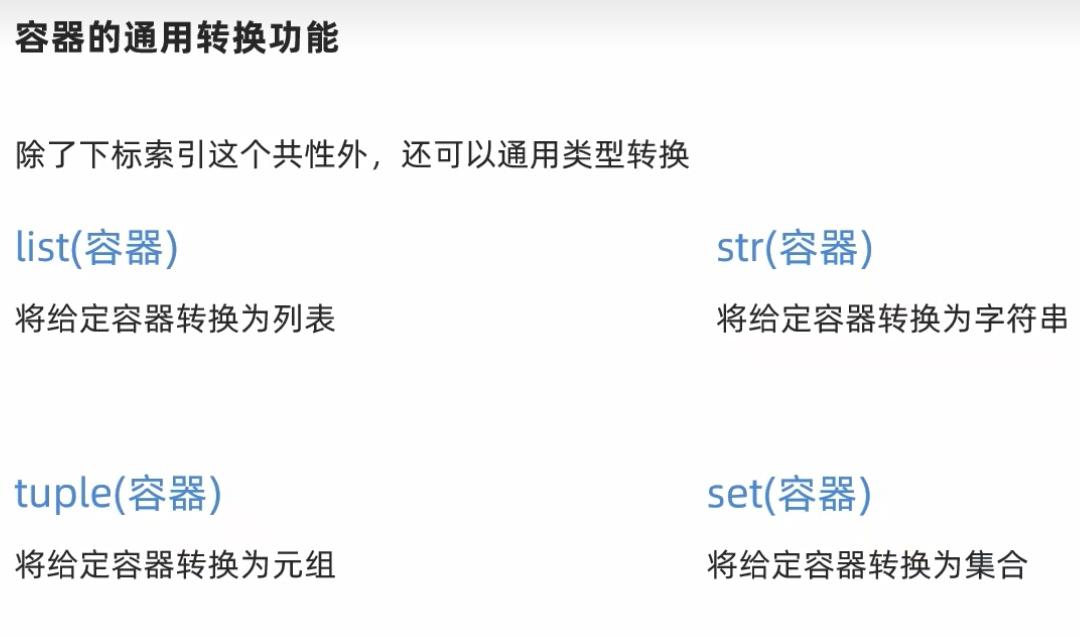 容器的通用转换功能
除了下标索引这个共性外，还可以通用类型转换
list(容器)
将给定容器转换为列表
str(容器)
将给定容器转换为字符串
tuple(容器)
将给定容器转换为元组
set(容器)
将给定容器转换为集合